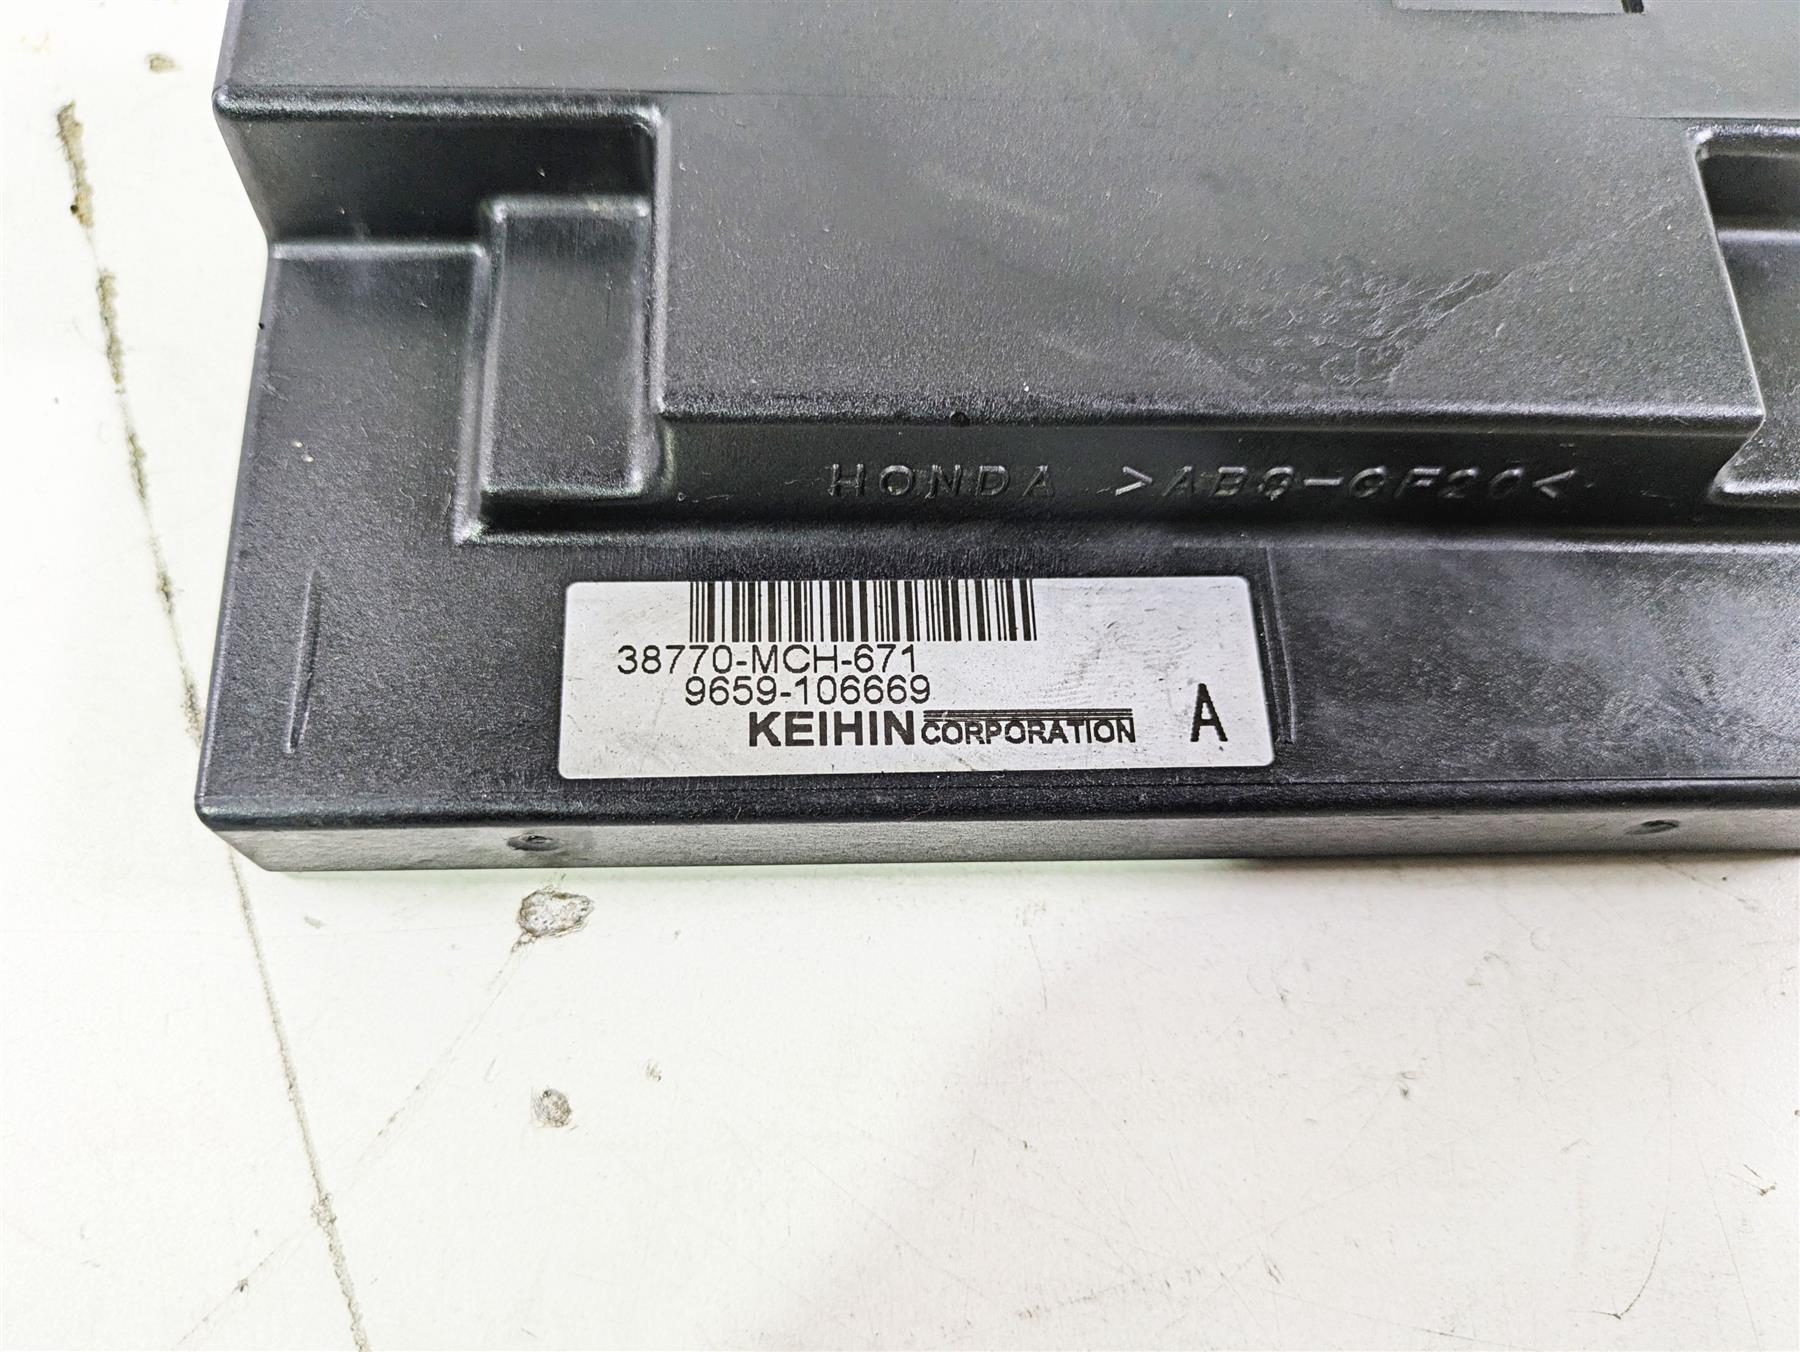 HONDA >ABS-GF20<
38770-MCH-671
9659-106669
KEIHIN CORPORATION
A